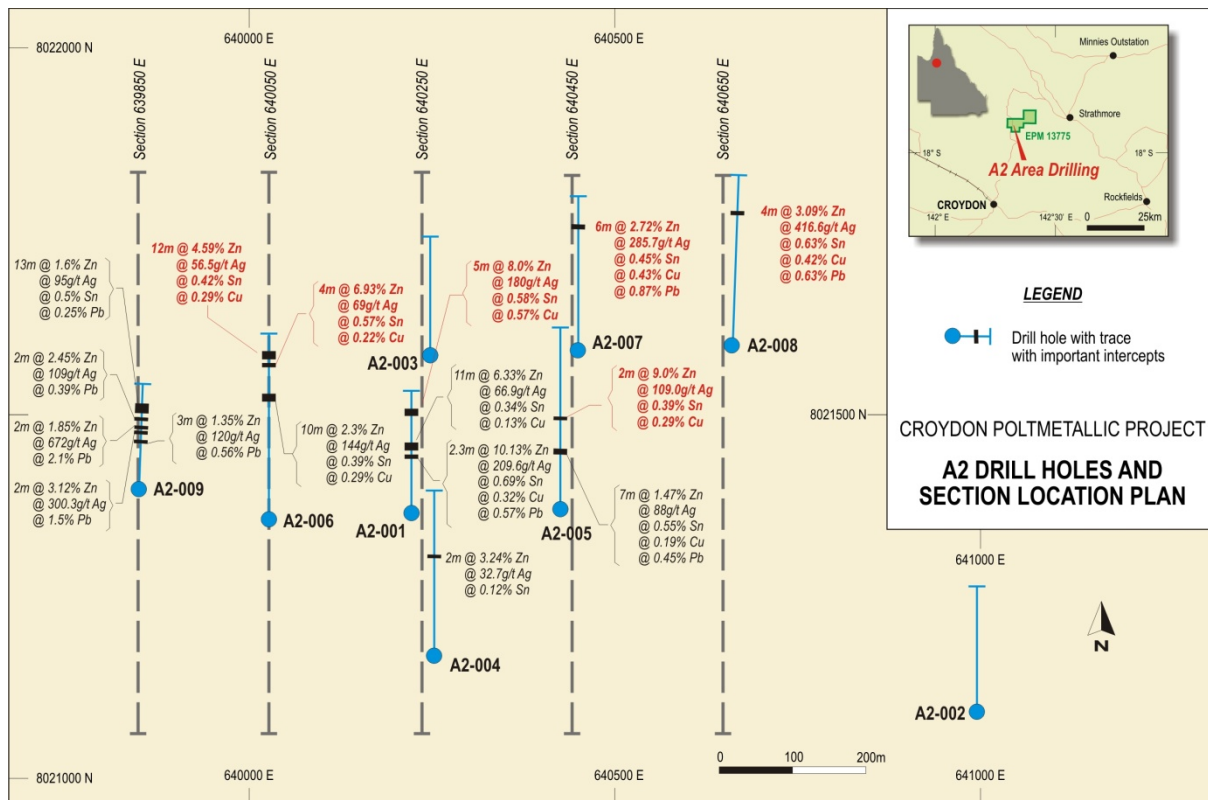 640000 E
640500 E
8022000 N
Section 639850 E
Section 640050 E
Section 640250 E
Section 640450 E
Section 640650 E
13m @ 1.6% Zn
@ 95g/t Ag
@ 0.5% Sn
@ 0.25% Pb
12m @ 4.59% Zn
@ 56.5g/t Ag
@ 0.42% Sn
@ 0.29% Cu
4m @ 6.93% Zn
@ 69g/t Ag
@ 0.57% Sn
@ 0.22% Cu
5m @ 8.0% Zn
@ 180g/t Ag
@ 0.58% Sn
@ 0.57% Cu
6m @ 2.72% Zn
@ 285.7g/t Ag
@ 0.45% Sn
@ 0.43% Cu
@ 0.87% Pb
4m @ 3.09% Zn
@ 416.6g/t Ag
@ 0.63% Sn
@ 0.42% Cu
@ 0.63% Pb
A2-003
A2-007
A2-008
2m @ 2.45% Zn
@ 109g/t Ag
@ 0.39% Pb
2m @ 1.85% Zn
@ 672g/t Ag
@ 2.1% Pb
2m @ 3.12% Zn
@ 300.3g/t Ag
@ 1.5% Pb
3m @ 1.35% Zn
@ 120g/t Ag
@ 0.56% Pb
10m @ 2.3% Zn
@ 144g/t Ag
@ 0.39% Sn
@ 0.29% Cu
11m @ 6.33% Zn
@ 66.9g/t Ag
@ 0.34% Sn
@ 0.13% Cu
2.3m @ 10.13% Zn
@ 209.6g/t Ag
@ 0.69% Sn
@ 0.32% Cu
@ 0.57% Pb
2m @ 9.0% Zn
@ 109.0g/t Ag
@ 0.39% Sn
@ 0.29% Cu
7m @ 1.47% Zn
@ 88g/t Ag
@ 0.55% Sn
@ 0.19% Cu
@ 0.45% Pb
A2-009
A2-006
A2-001
A2-005
2m @ 3.24% Zn
@ 32.7g/t Ag
@ 0.12% Sn
A2-004
A2-002
8021500 N
641000 E
N
0 100 200m
8021000 N
640000 E
640500 E
641000 E
Minnies Outstation
Strathmore
EPM 13775
18° S
18° S
A2 Area Drilling
CROYDON
Rockfields
142° E
142°30' E
0 25km
LEGEND
Drill hole with trace
with important intercepts
CROYDON POLTMETALLIC PROJECT
A2 DRILL HOLES AND
SECTION LOCATION PLAN